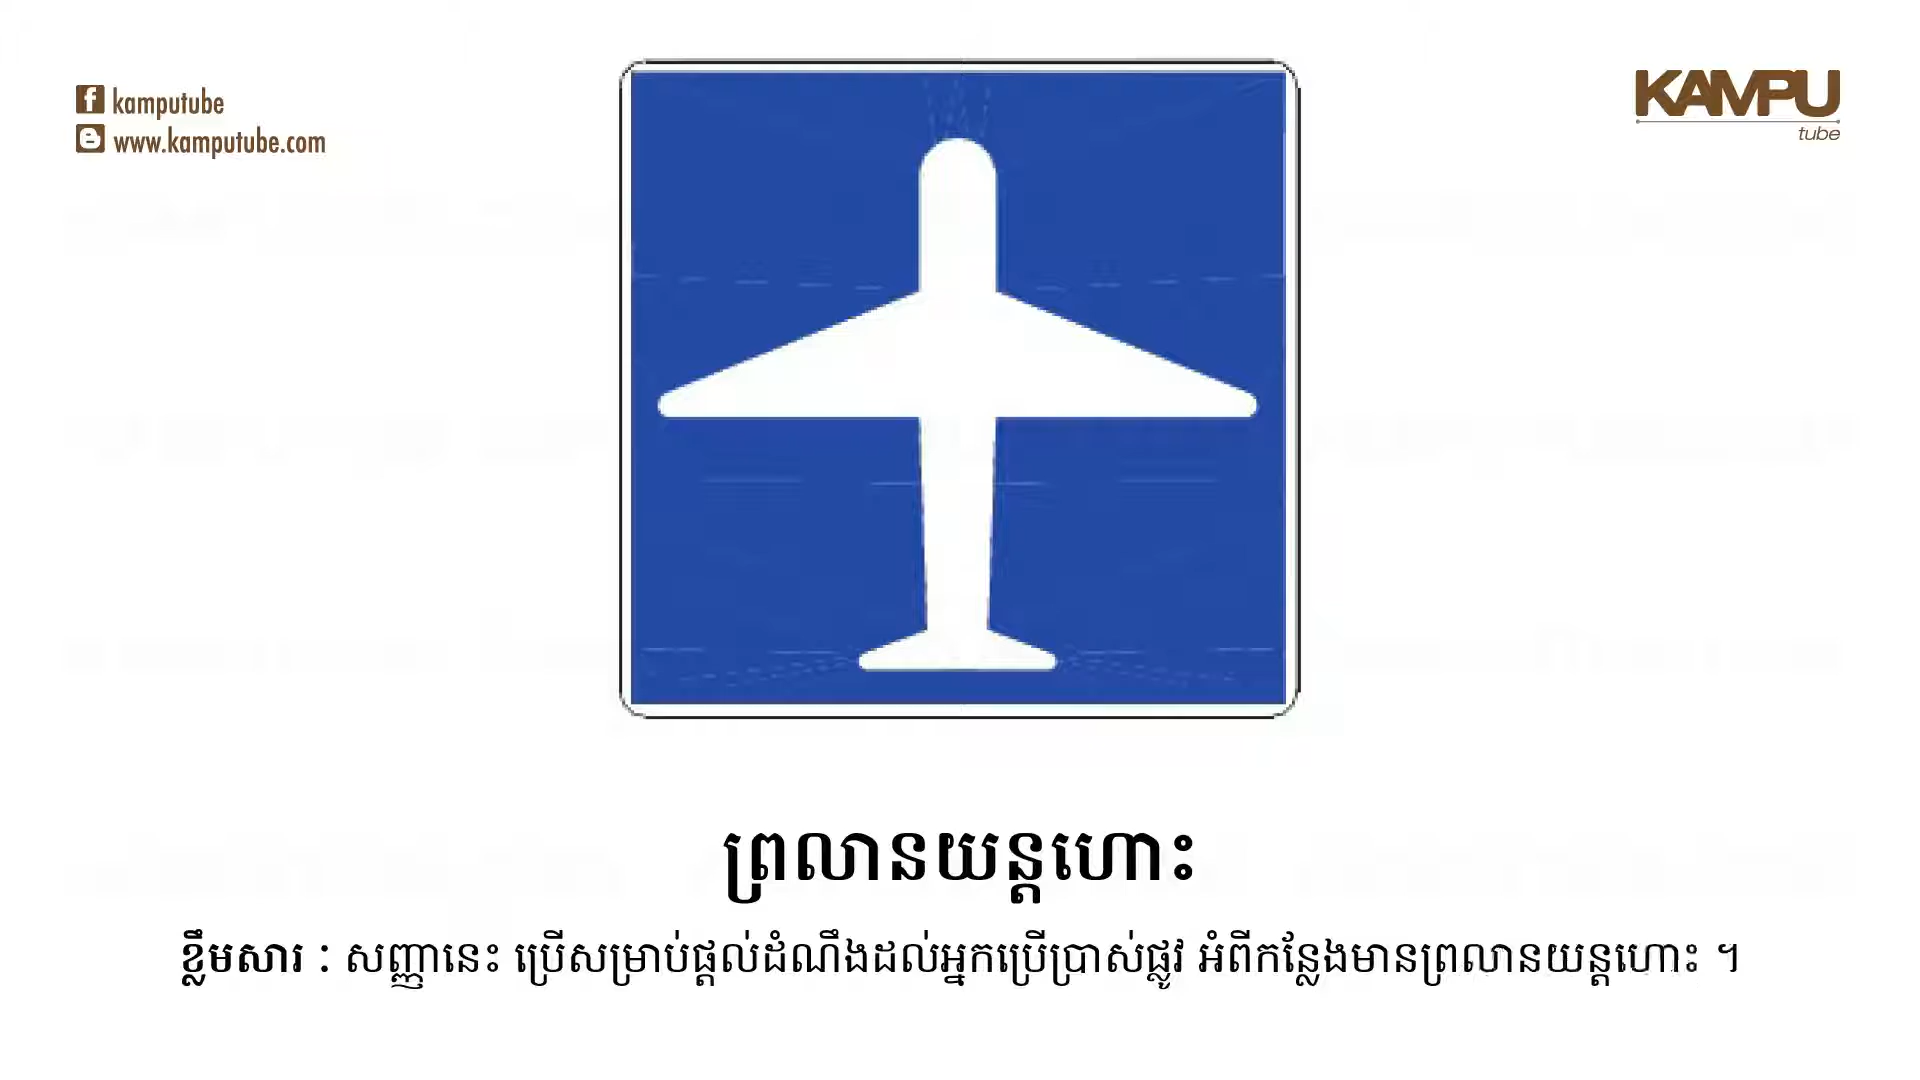 kamputube
www.kamputube.com
KAMPU
tube
ព្រលានយន្តហោះ
ខ្លឹមសារ : សញ្ញានេះ ប្រើសម្រាប់ផ្តល់ដំណឹងដល់អ្នកប្រើប្រាស់ផ្លូវ អំពីកន្លែងមានព្រលានយន្តហោះ ។